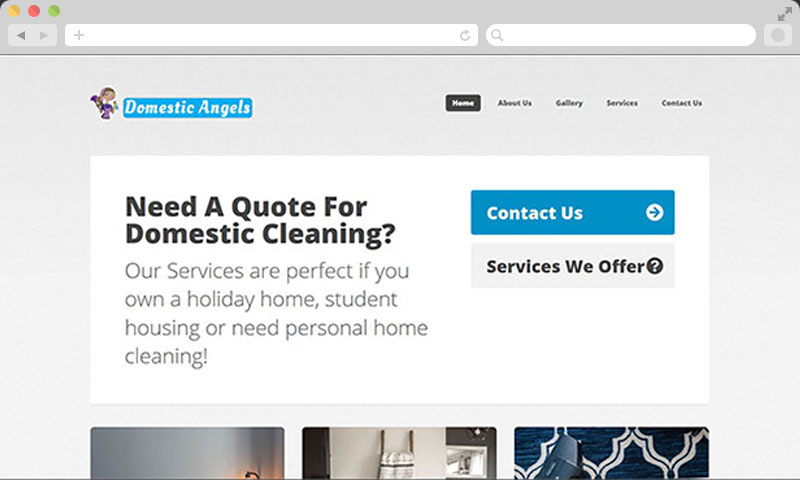 Domestic Angels
Home About Us Gallery Services Contact Us
Need A Quote For
Domestic Cleaning?
Our Services are perfect if you
own a holiday home, student
housing or need personal home
cleaning!
Contact Us
Services We Offer